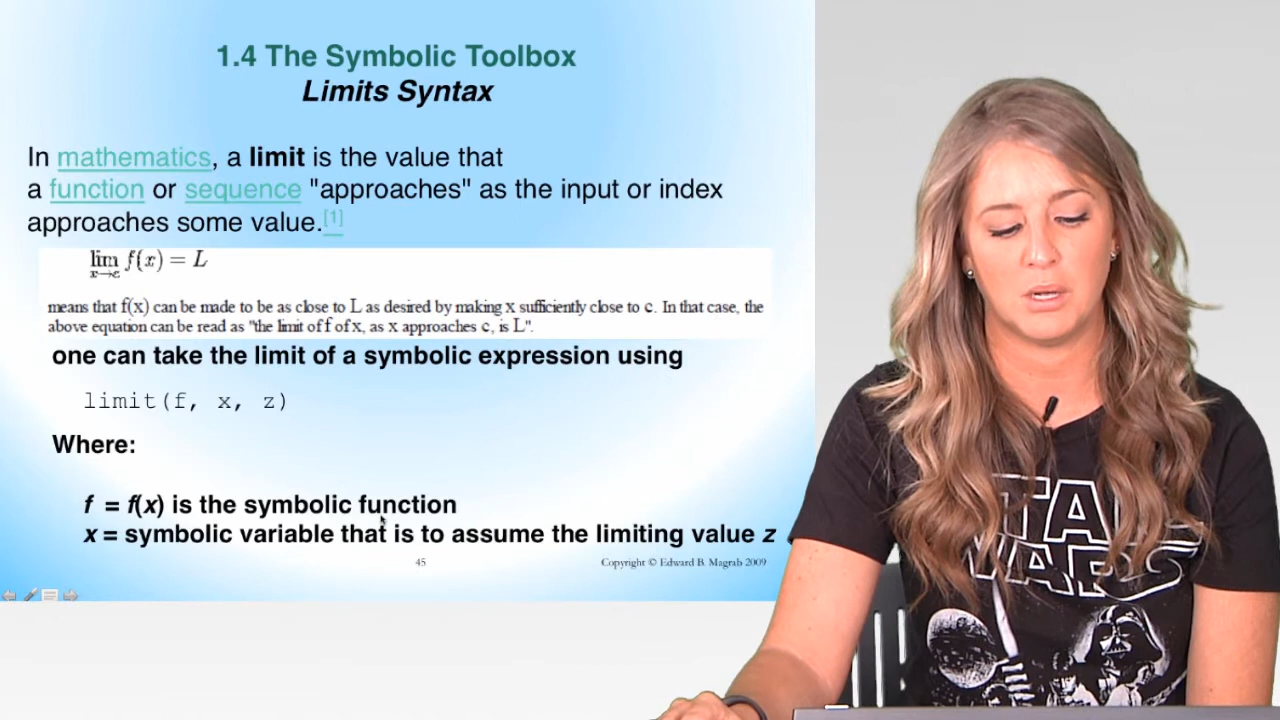 1.4 The Symbolic Toolbox
Limits Syntax
In mathematics, a limit is the value that
a function or sequence "approaches" as the input or index
approaches some value.[1]
lim f(x) = L
x→c
means that f(x) can be made to be as close to L as desired by making x sufficiently close to c. In that case, the
above equation can be read as "the limit of f of x, as x approaches c, is L".
one can take the limit of a symbolic expression using
limit(f, x, z)
Where:
f = f(x) is the symbolic function
x = symbolic variable that is to assume the limiting value z
45
Copyright © Edward B. Magrab 2009
STAR
WARS